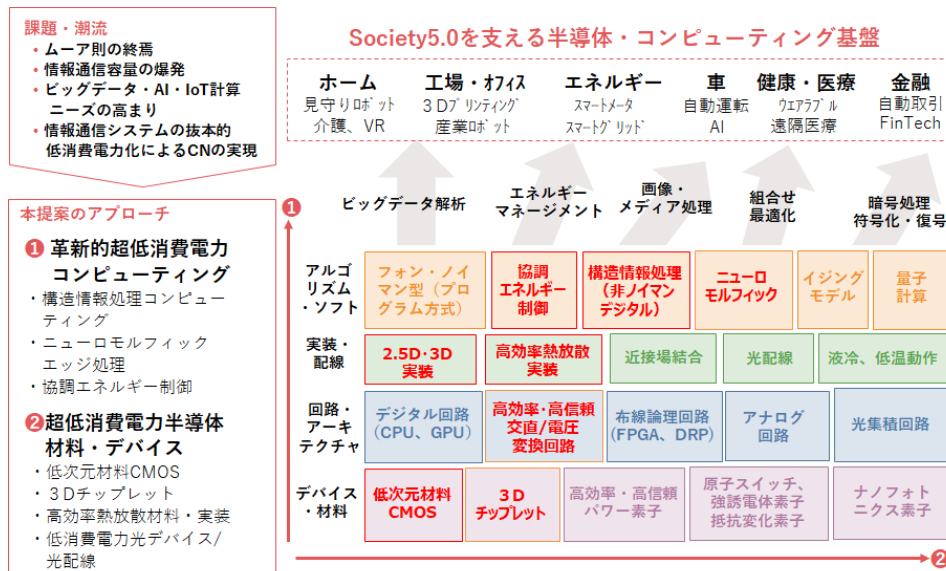 課題・潮流
• ムーア則の終焉
• 情報通信容量の爆発
• ビッグデータ・AI・IoT計算
ニーズの高まり
• 情報通信システムの抜本的
低消費電力化によるCNの実現
Society5.0を支える半導体・コンピューティング基盤
ホーム
見守りﾛﾎﾞｯﾄ
介護、VR
工場・オフィス
３Dﾌﾟﾘﾝﾃｨﾝｸﾞ
産業ﾛﾎﾞｯﾄ
エネルギー
ｽﾏｰﾄﾒｰﾀ
ｽﾏｰﾄｸﾞﾘｯﾄﾞ
車
自動運転
AI
健康・医療
ｳｴｱﾗﾌﾞﾙ
遠隔医療
金融
自動取引
FinTech
本提案のアプローチ
❶ 革新的超低消費電力
コンピューティング
・構造情報処理コンピュー
ティング
・ニューロモルフィック
エッジ処理
・協調エネルギー制御
❷超低消費電力半導体
材料・デバイス
・低次元材料CMOS
・３Dチップレット
・高効率熱放散材料・実装
・低消費電力光デバイス/
光配線
❶
ビッグデータ解析
エネルギー
マネージメント
画像・
メディア処理
組合せ
最適化
暗号処理
符号化・復号
アルゴ
リズム
・ソフト
フォン・ノイ
マン型（プロ
グラム方式）
協調
エネルギー
制御
構造情報処理
（非ノイマン
デジタル）
ニューロ
モルフィック
イジング
モデル
量子
計算
実装・
配線
2.5D・3D
実装
高効率熱放散
実装
近接場結合
光配線
液冷、低温動作
回路・
アーキ
テクチャ
デジタル回路
（CPU、GPU）
高効率・高信頼
交直/電圧
変換回路
布線論理回路
（FPGA、DRP）
アナログ
回路
光集積回路
デバイス
・材料
低次元材料
CMOS
３D
チップレット
高効率・高信頼
パワー素子
原子スイッチ、
強誘電体素子
抵抗変化素子
ナノフォト
ニクス素子
❷